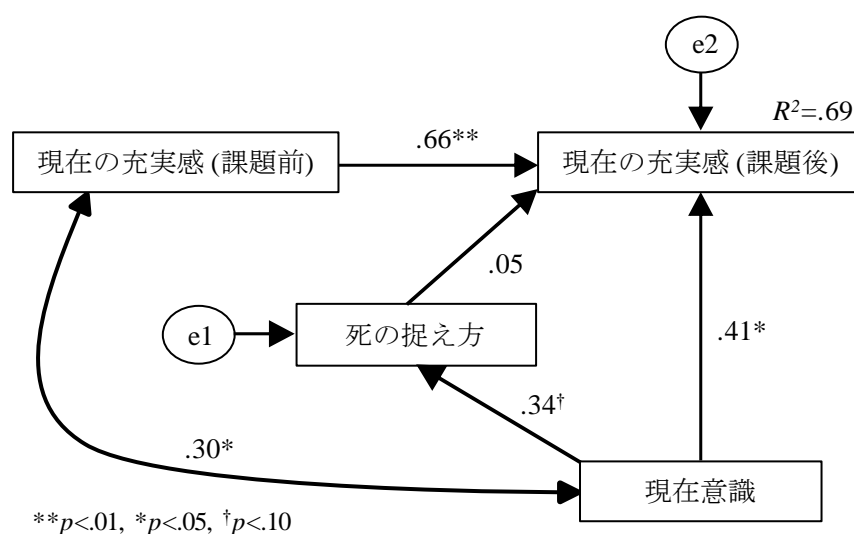 e2
R²=.69
現在の充実感 (課題前)
.66**
現在の充実感 (課題後)
.05
e1
死の捉え方
.41*
.34†
.30*
現在意識
**p<.01, *p<.05, †p<.10